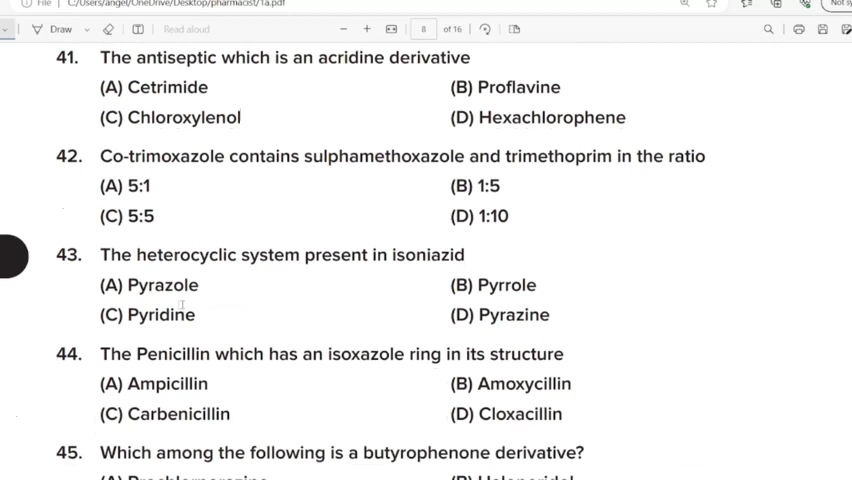 File | C:/Users/angel/OneDrive/Desktop/pharmacist/1a.pdf
Draw Read aloud 8 of 16
41. The antiseptic which is an acridine derivative
(A) Cetrimide (B) Proflavine
(C) Chloroxylenol (D) Hexachlorophene
42. Co-trimoxazole contains sulphamethoxazole and trimethoprim in the ratio
(A) 5:1 (B) 1:5
(C) 5:5 (D) 1:10
43. The heterocyclic system present in isoniazid
(A) Pyrazole (B) Pyrrole
(C) Pyridine (D) Pyrazine
44. The Penicillin which has an isoxazole ring in its structure
(A) Ampicillin (B) Amoxycillin
(C) Carbenicillin (D) Cloxacillin
45. Which among the following is a butyrophenone derivative?
(A) Prochlorperazine (B) Haloperidol